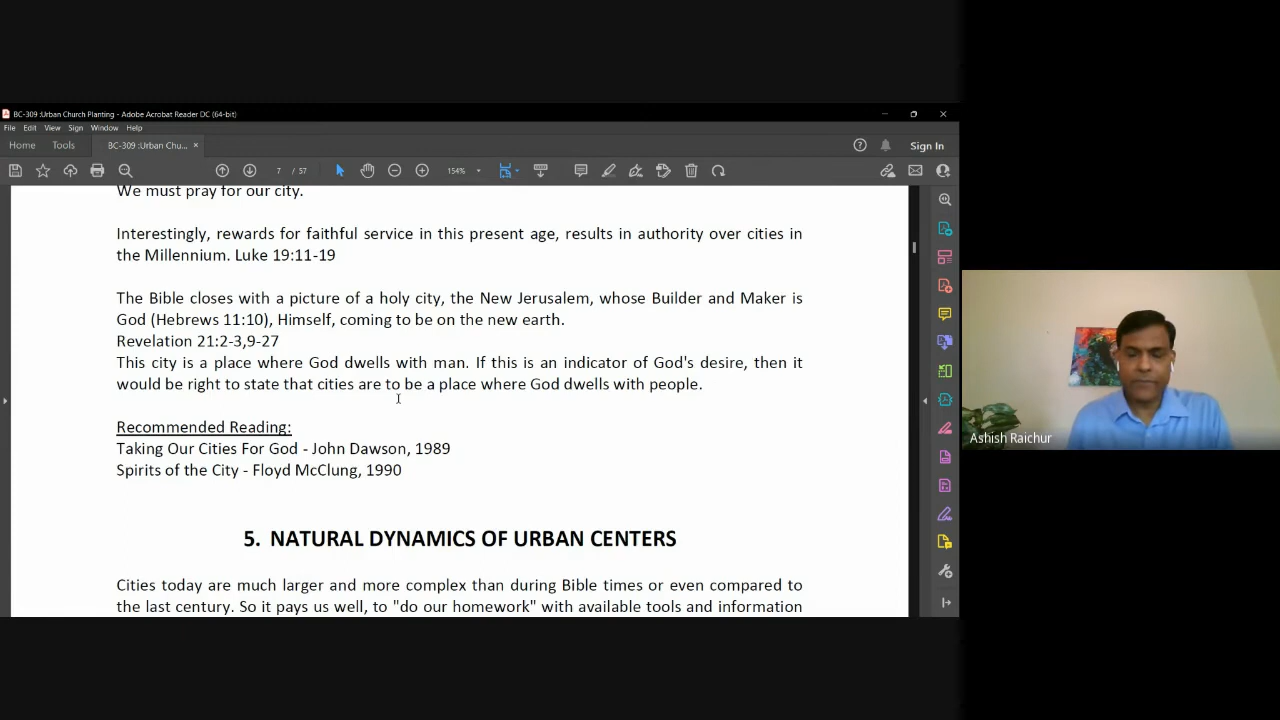 BC-309 :Urban Church Planting - Adobe Acrobat Reader DC (64-bit)
File Edit View Sign Window Help
Home Tools BC-309 :Urban Chu... × Sign In
7 / 57 154%
We must pray for our city.
Interestingly, rewards for faithful service in this present age, results in authority over cities in
the Millennium. Luke 19:11-19
The Bible closes with a picture of a holy city, the New Jerusalem, whose Builder and Maker is
God (Hebrews 11:10), Himself, coming to be on the new earth.
Revelation 21:2-3,9-27
This city is a place where God dwells with man. If this is an indicator of God's desire, then it
would be right to state that cities are to be a place where God dwells with people.
Recommended Reading:
Taking Our Cities For God - John Dawson, 1989
Spirits of the City - Floyd McClung, 1990
5. NATURAL DYNAMICS OF URBAN CENTERS
Cities today are much larger and more complex than during Bible times or even compared to
the last century. So it pays us well, to "do our homework" with available tools and information
Ashish Raichur